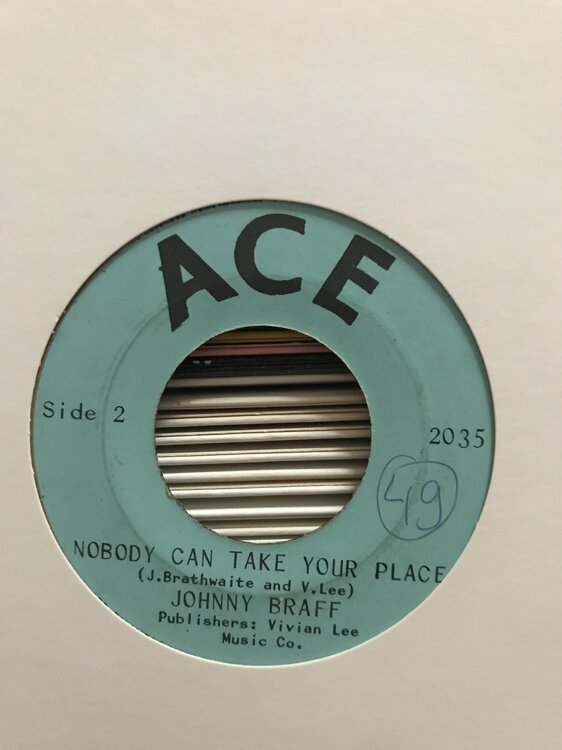 ACE
Side 2
2035
49
NOBODY CAN TAKE YOUR PLACE
(J.Brathwaite and V.Lee)
JOHNNY BRAFF
Publishers: Vivian Lee
Music Co.